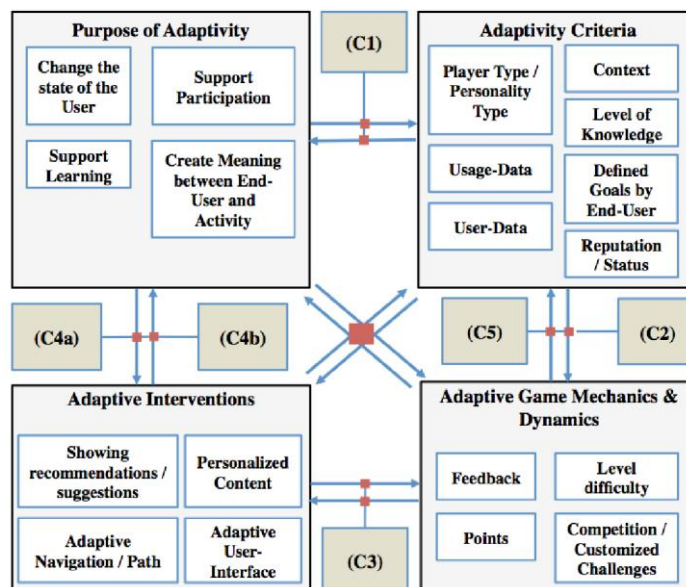 Purpose of Adaptivity
Change the
state of the
User
Support
Participation
Support
Learning
Create Meaning
between End-
User and
Activity
(C1)
Adaptivity Criteria
Player Type /
Personality
Type
Context
Level of
Knowledge
Usage-Data
Defined
Goals by
End-User
User-Data
Reputation
/ Status
(C4a)
(C4b)
(C5)
(C2)
Adaptive Interventions
Showing
recommendations /
suggestions
Personalized
Content
Adaptive
Navigation / Path
Adaptive
User-
Interface
(C3)
Adaptive Game Mechanics &
Dynamics
Feedback
Level
difficulty
Points
Competition /
Customized
Challenges